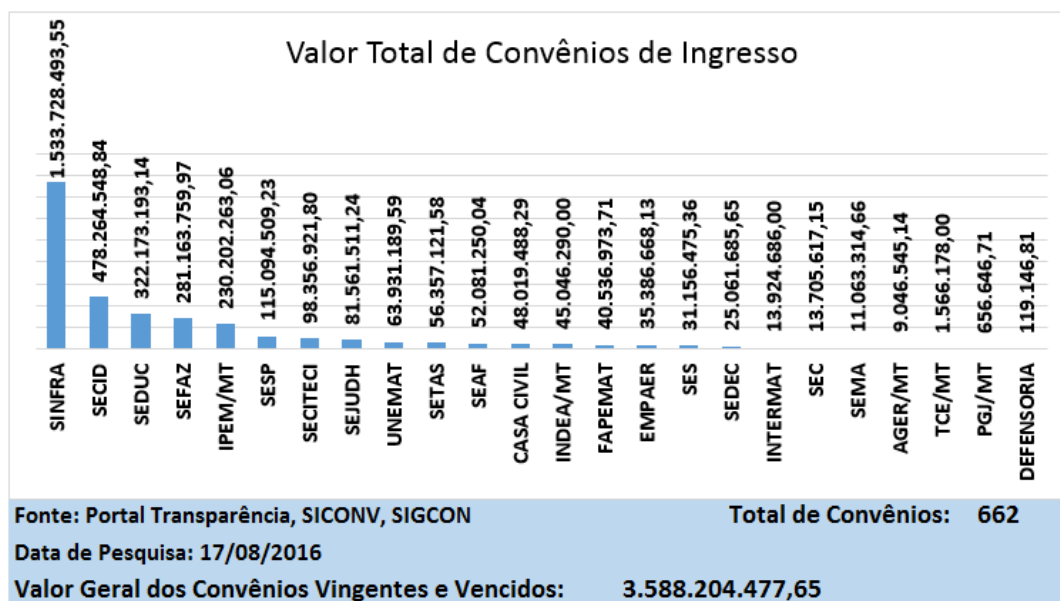 Valor Total de Convênios de Ingresso
1.533.728.493,55
478.264.548,84
322.173.193,14
281.163.759,97
230.202.263,06
115.094.509,23
98.356.921,80
81.561.511,24
63.931.189,59
56.357.121,58
52.081.250,04
48.019.488,29
45.046.290,00
40.536.973,71
35.386.668,13
31.156.475,36
25.061.685,65
13.924.686,00
13.705.617,15
11.063.314,66
9.046.545,14
1.566.178,00
656.646,71
119.146,81
SINFRA
SECID
SEDUC
SEFAZ
IPEM/MT
SESP
SECITECI
SEJUDH
UNEMAT
SETAS
SEAF
CASA CIVIL
INDEA/MT
FAPEMAT
EMPAER
SES
SEDEC
INTERMAT
SEC
SEMA
AGER/MT
TCE/MT
PGJ/MT
DEFENSORIA
Fonte: Portal Transparência, SICONV, SIGCON Total de Convênios: 662
Data de Pesquisa: 17/08/2016
Valor Geral dos Convênios Vingentes e Vencidos: 3.588.204.477,65